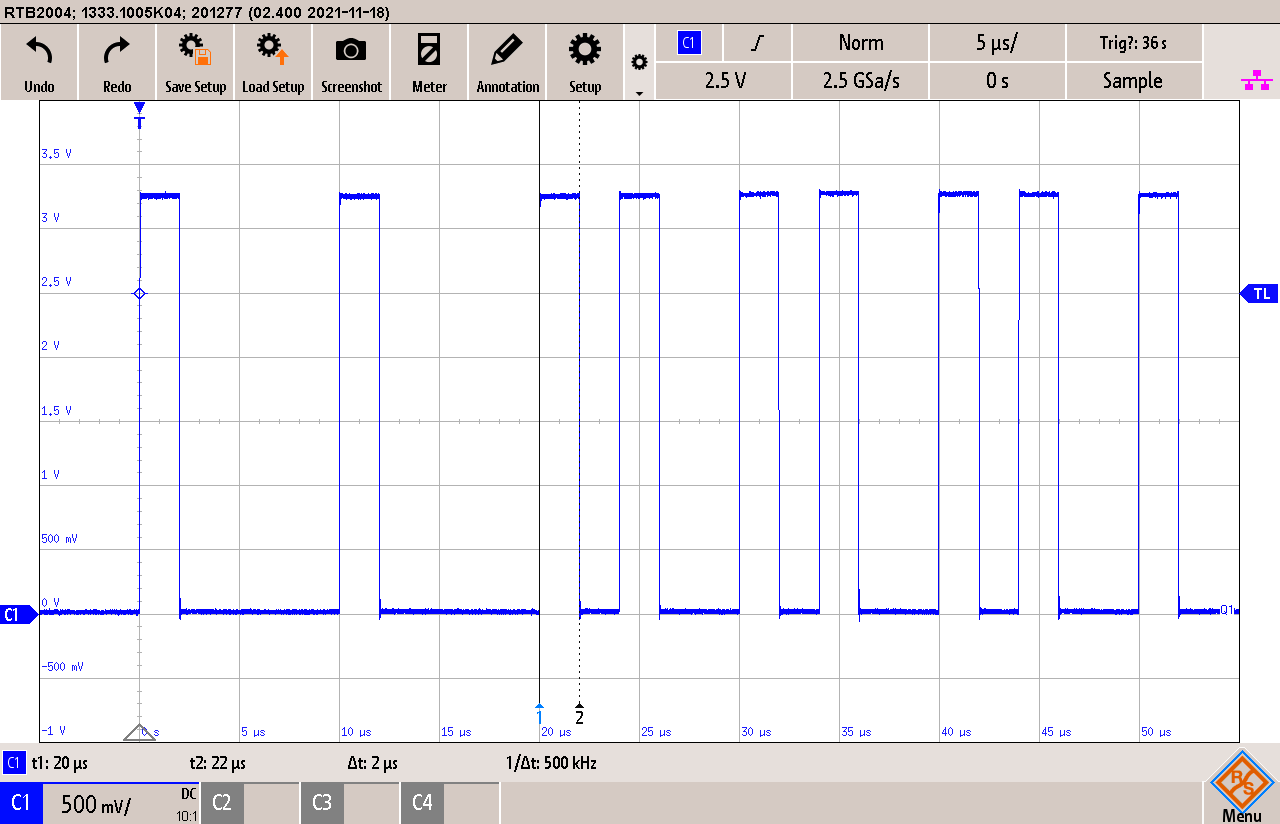 RTB2004; 1333.1005K04; 201277 (02.400 2021-11-18)
Undo
Redo
Save Setup
Load Setup
Screenshot
Meter
Annotation
Setup
C1
Norm
5 µs/
Trig?: 36 s
2.5 V
2.5 GSa/s
0 s
Sample
T
3.5 V
3 V
2.5 V
TL
2 V
1.5 V
1 V
500 mV
0 V
C1
Q1
-500 mV
1
2
-1 V
0 s
5 µs
10 µs
15 µs
20 µs
25 µs
30 µs
35 µs
40 µs
45 µs
50 µs
C1 t1: 20 µs t2: 22 µs Δt: 2 µs 1/Δt: 500 kHz
C1
500 mV/
DC
10:1
C2
C3
C4
R S
Menu